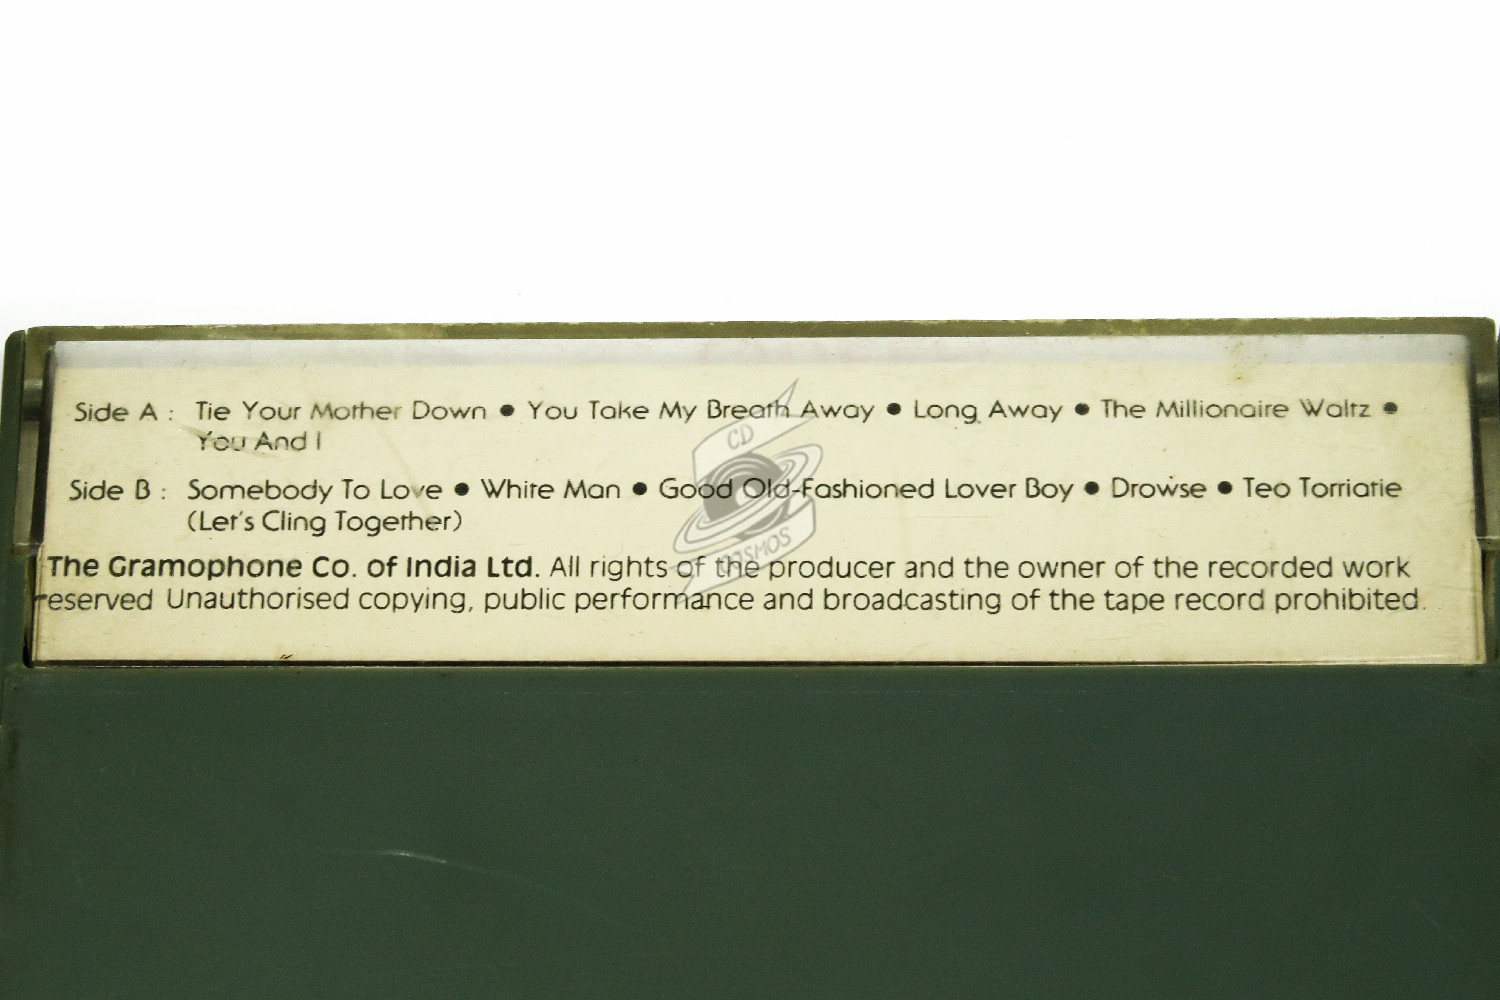 Side A : Tie Your Mother Down ● You Take My Breath Away ● Long Away ● The Millionaire Waltz ●
You And I
Side B : Somebody To Love ● White Man ● Good Old-Fashioned Lover Boy ● Drowse ● Teo Torriatie
(Let's Cling Together)
The Gramophone Co. of India Ltd. All rights of the producer and the owner of the recorded work
reserved Unauthorised copying, public performance and broadcasting of the tape record prohibited.
CD
COSMOS